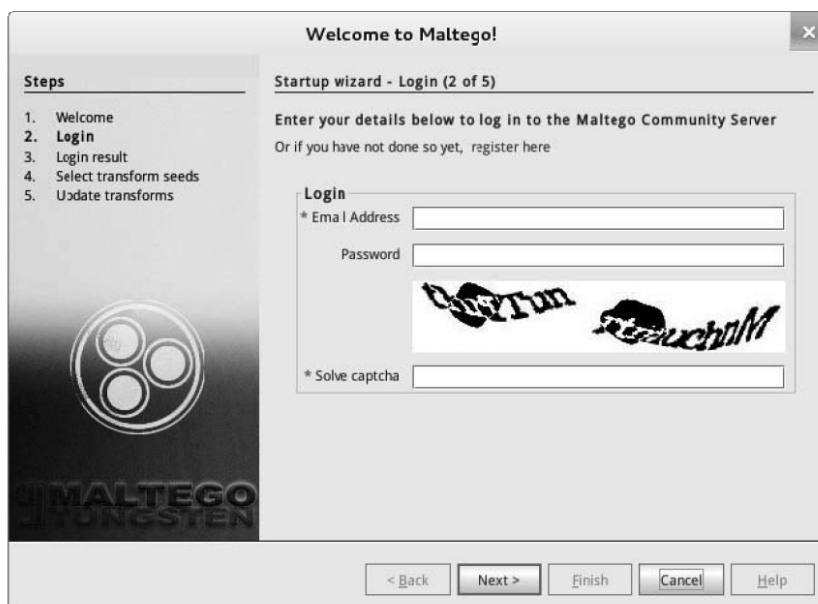 Welcome to Maltego!
Steps
1. Welcome
2. Login
3. Login result
4. Select transform seeds
5. Update transforms
MALTEGO
TUNGSTEN
Startup wizard - Login (2 of 5)
Enter your details below to log in to the Maltego Community Server
Or if you have not done so yet, register here
Login
* Email Address
Password
* Solve captcha
< Back
Next >
Finish
Cancel
Help